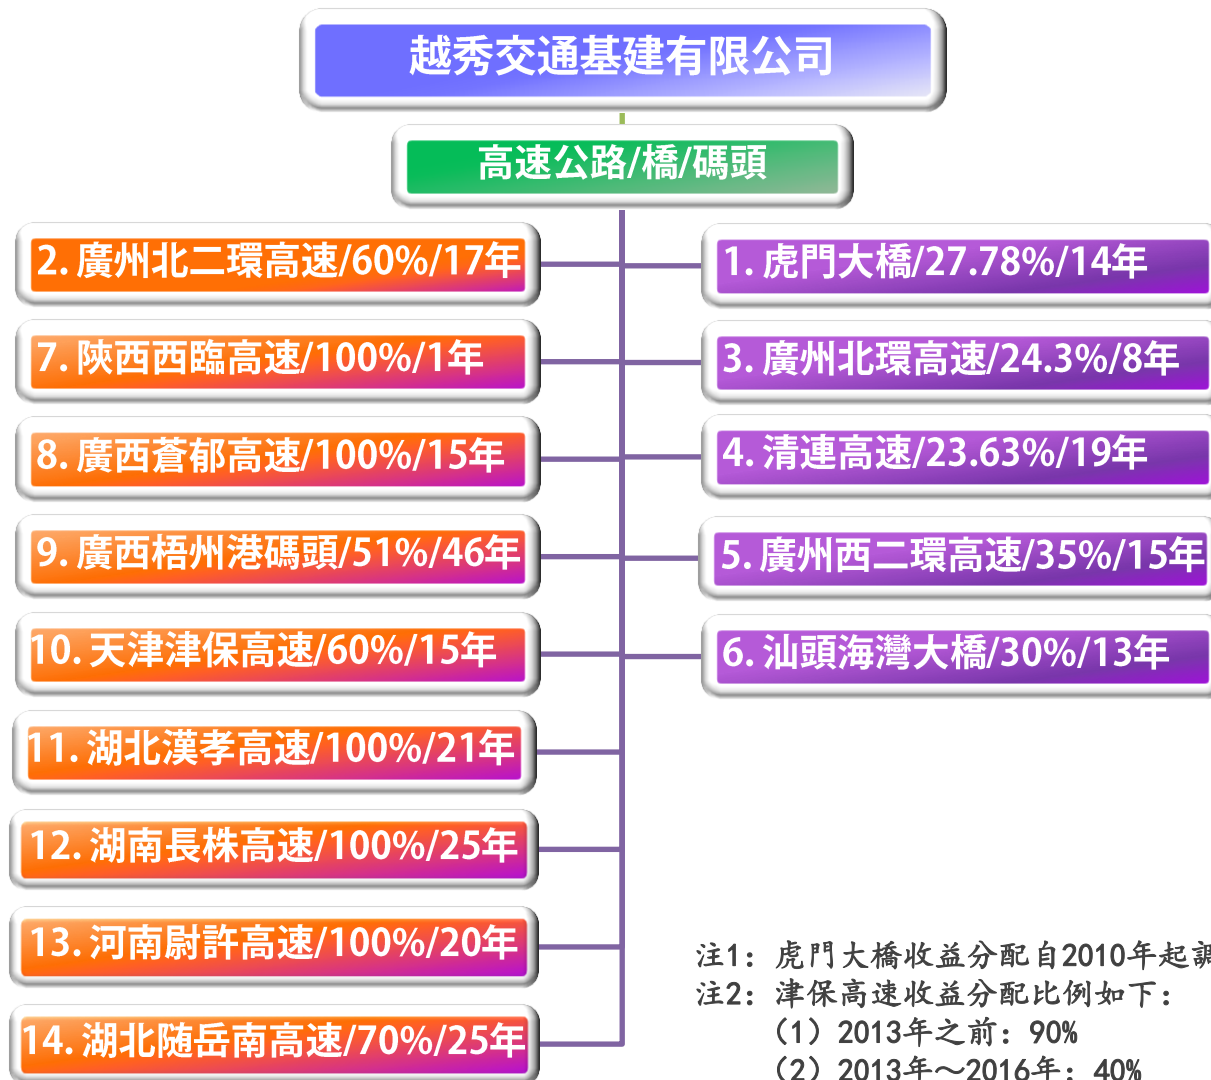 越秀交通基建有限公司
高速公路/橋/碼頭
2. 廣州北二環高速/60%/17年
7. 陝西西臨高速/100%/1年
8. 廣西蒼郁高速/100%/15年
9. 廣西梧州港碼頭/51%/46年
10. 天津津保高速/60%/15年
11. 湖北漢孝高速/100%/21年
12. 湖南長株高速/100%/25年
13. 河南尉許高速/100%/20年
14. 湖北随岳南高速/70%/25年
1. 虎門大橋/27.78%/14年
3. 廣州北環高速/24.3%/8年
4. 清連高速/23.63%/19年
5. 廣州西二環高速/35%/15年
6. 汕頭海灣大橋/30%/13年
注1: 虎門大橋收益分配自2010年起調
注2: 津保高速收益分配比例如下:
(1) 2013年之前: 90%
(2) 2013年～2016年: 40%